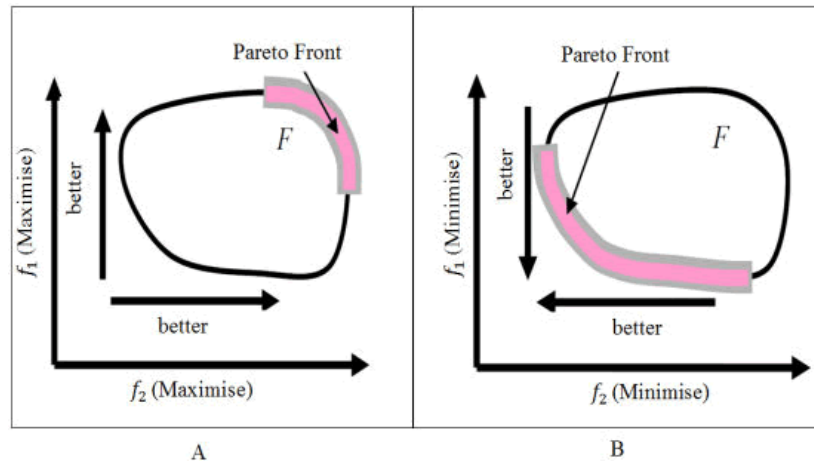 Pareto Front
F
f₁ (Maximise)
better
better
f₂ (Maximise)
A
Pareto Front
F
f₁ (Minimise)
better
better
f₂ (Minimise)
B